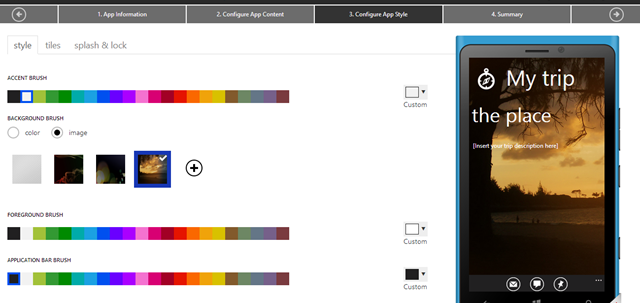 1. App Information
2. Configure App Content
3. Configure App Style
4. Summary
style
tiles
splash & lock
ACCENT BRUSH
Custom
BACKGROUND BRUSH
color
image
FOREGROUND BRUSH
Custom
APPLICATION BAR BRUSH
Custom
My trip
the place
[Insert your trip description here]